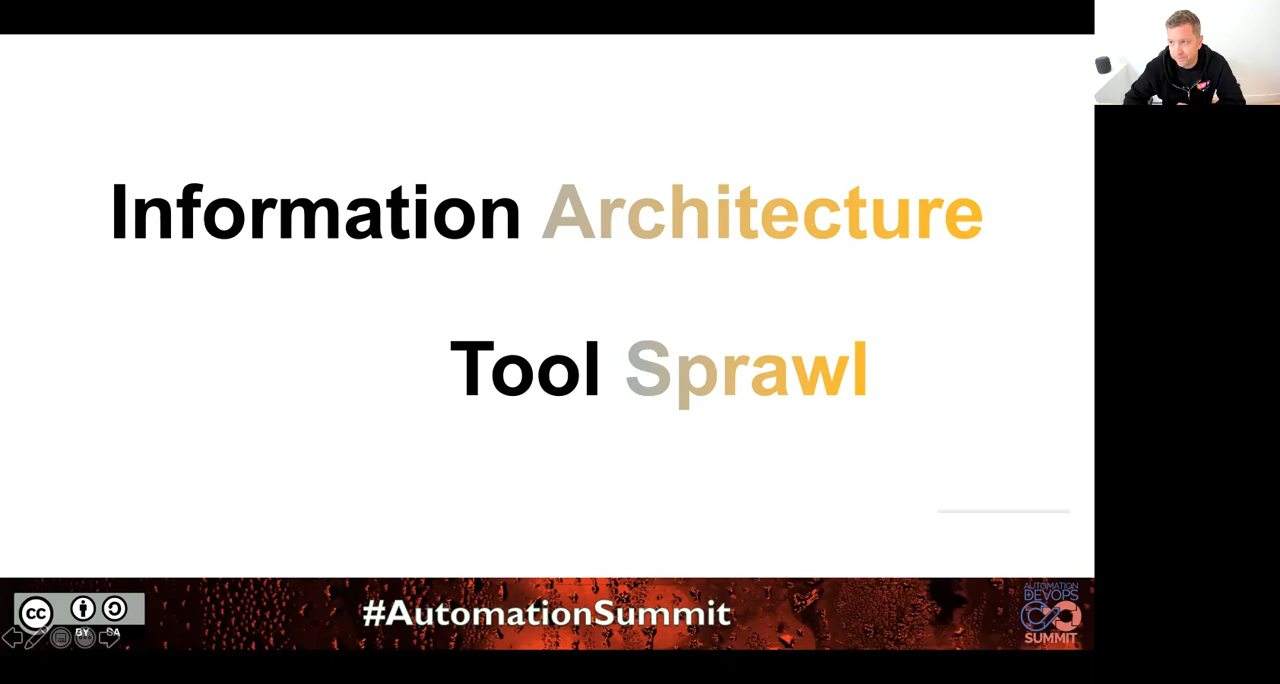 Information Architecture
Tool Sprawl
#AutomationSummit
CC
BY SA
AUTOMATION
DEVOPS
SUMMIT